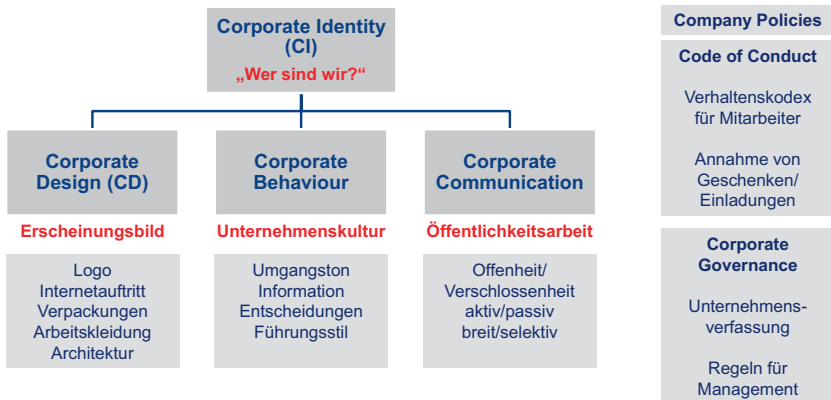 Corporate Identity
(CI)
„Wer sind wir?“
Corporate
Design (CD)
Erscheinungsbild
Logo
Internetauftritt
Verpackungen
Arbeitskleidung
Architektur
Corporate
Behaviour
Unternehmenskultur
Umgangston
Information
Entscheidungen
Führungsstil
Corporate
Communication
Öffentlichkeitsarbeit
Offenheit/
Verschlossenheit
aktiv/passiv
breit/selektiv
Company Policies
Code of Conduct
Verhaltenskodex
für Mitarbeiter
Annahme von
Geschenken/
Einladungen
Corporate
Governance
Unternehmens-
verfassung
Regeln für
Management